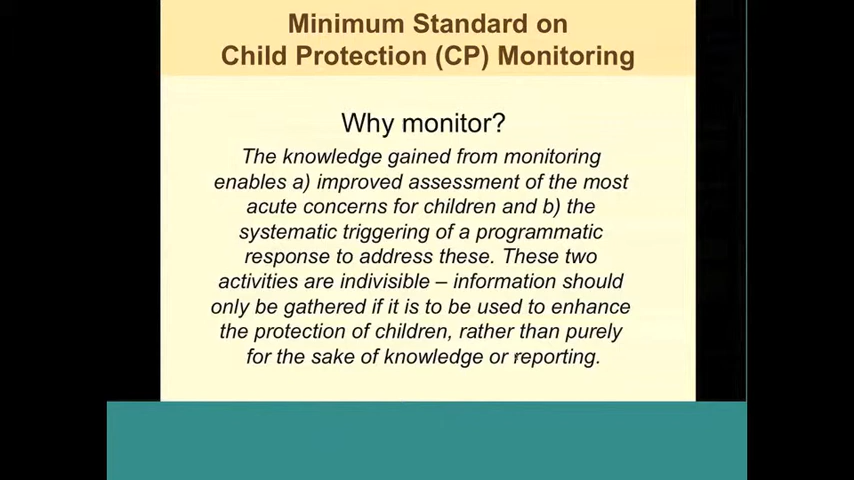 Minimum Standard on
Child Protection (CP) Monitoring
Why monitor?
The knowledge gained from monitoring
enables a) improved assessment of the most
acute concerns for children and b) the
systematic triggering of a programmatic
response to address these. These two
activities are indivisible – information should
only be gathered if it is to be used to enhance
the protection of children, rather than purely
for the sake of knowledge or reporting.